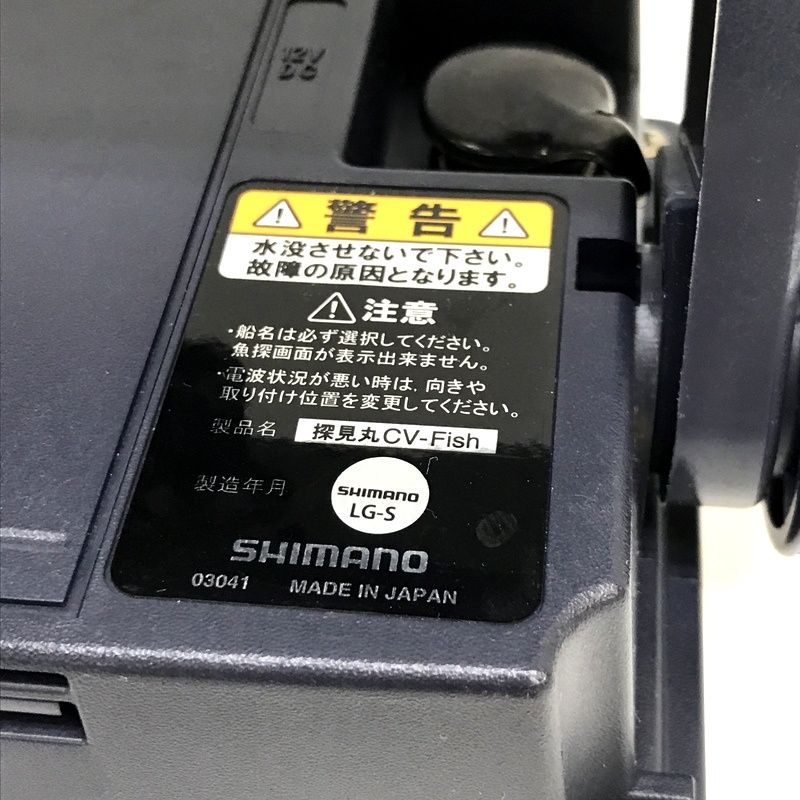 12V
DC
警告
水没させないで下さい。
故障の原因となります。
注意
・船名は必ず選択してください。
魚探画面が表示出来ません。
・電波状況が悪い時は、向きや
取り付け位置を変更してください。
製品名 探見丸CV-Fish
製造年月 SHIMANO
LG-S
SHIMANO
03041 MADE IN JAPAN